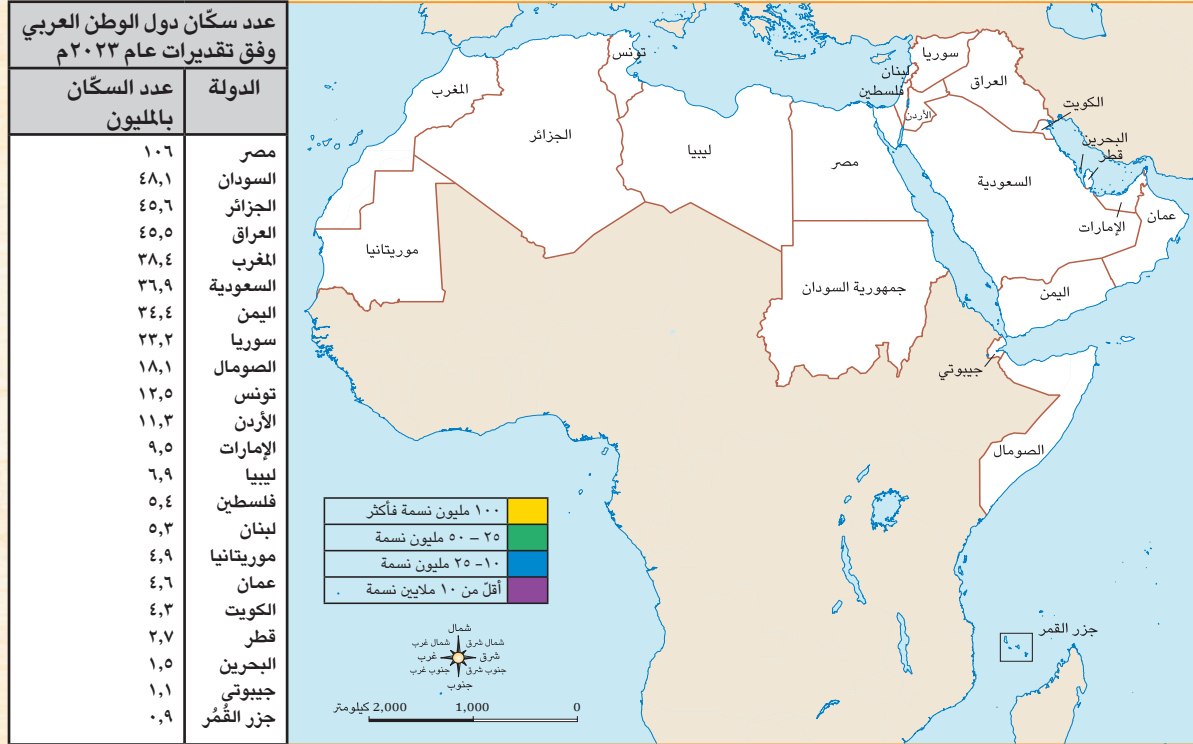 عدد سكّان دول الوطن العربي
وفق تقديرات عام ٢٠٢٣م
الدولة
عدد السكّان بالمليون
مصر ١٠٦
السودان ٤٨,١
الجزائر ٤٥,٦
العراق ٤٥,٥
المغرب ٣٨,٤
السعودية ٣٦,٩
اليمن ٣٤,٤
سوريا ٢٣,٢
الصومال ١٨,١
تونس ١٢,٥
الأردن ١١,٣
الإمارات ٩,٥
ليبيا ٦,٩
فلسطين ٥,٤
لبنان ٥,٣
موريتانيا ٤,٩
عمان ٤,٦
الكويت ٤,٣
قطر ٢,٧
البحرين ١,٥
جيبوتي ١,١
جزر القُمُر ٠,٩
تونس
سوريا
لبنان
فلسطين
العراق
المغرب
الأردن
الكويت
الجزائر
ليبيا
مصر
البحرين
قطر
السعودية
عمان
الإمارات
موريتانيا
جمهورية السودان
اليمن
جيبوتي
الصومال
جزر القمر
١٠٠ مليون نسمة فأكثر
٢٥ – ٥٠ مليون نسمة
١٠- ٢٥ مليون نسمة
أقلّ من ١٠ ملايين نسمة
شمال
شمال شرق
شمال غرب
شرق
غرب
جنوب شرق
جنوب غرب
جنوب
0 1,000 2,000 كيلومتر